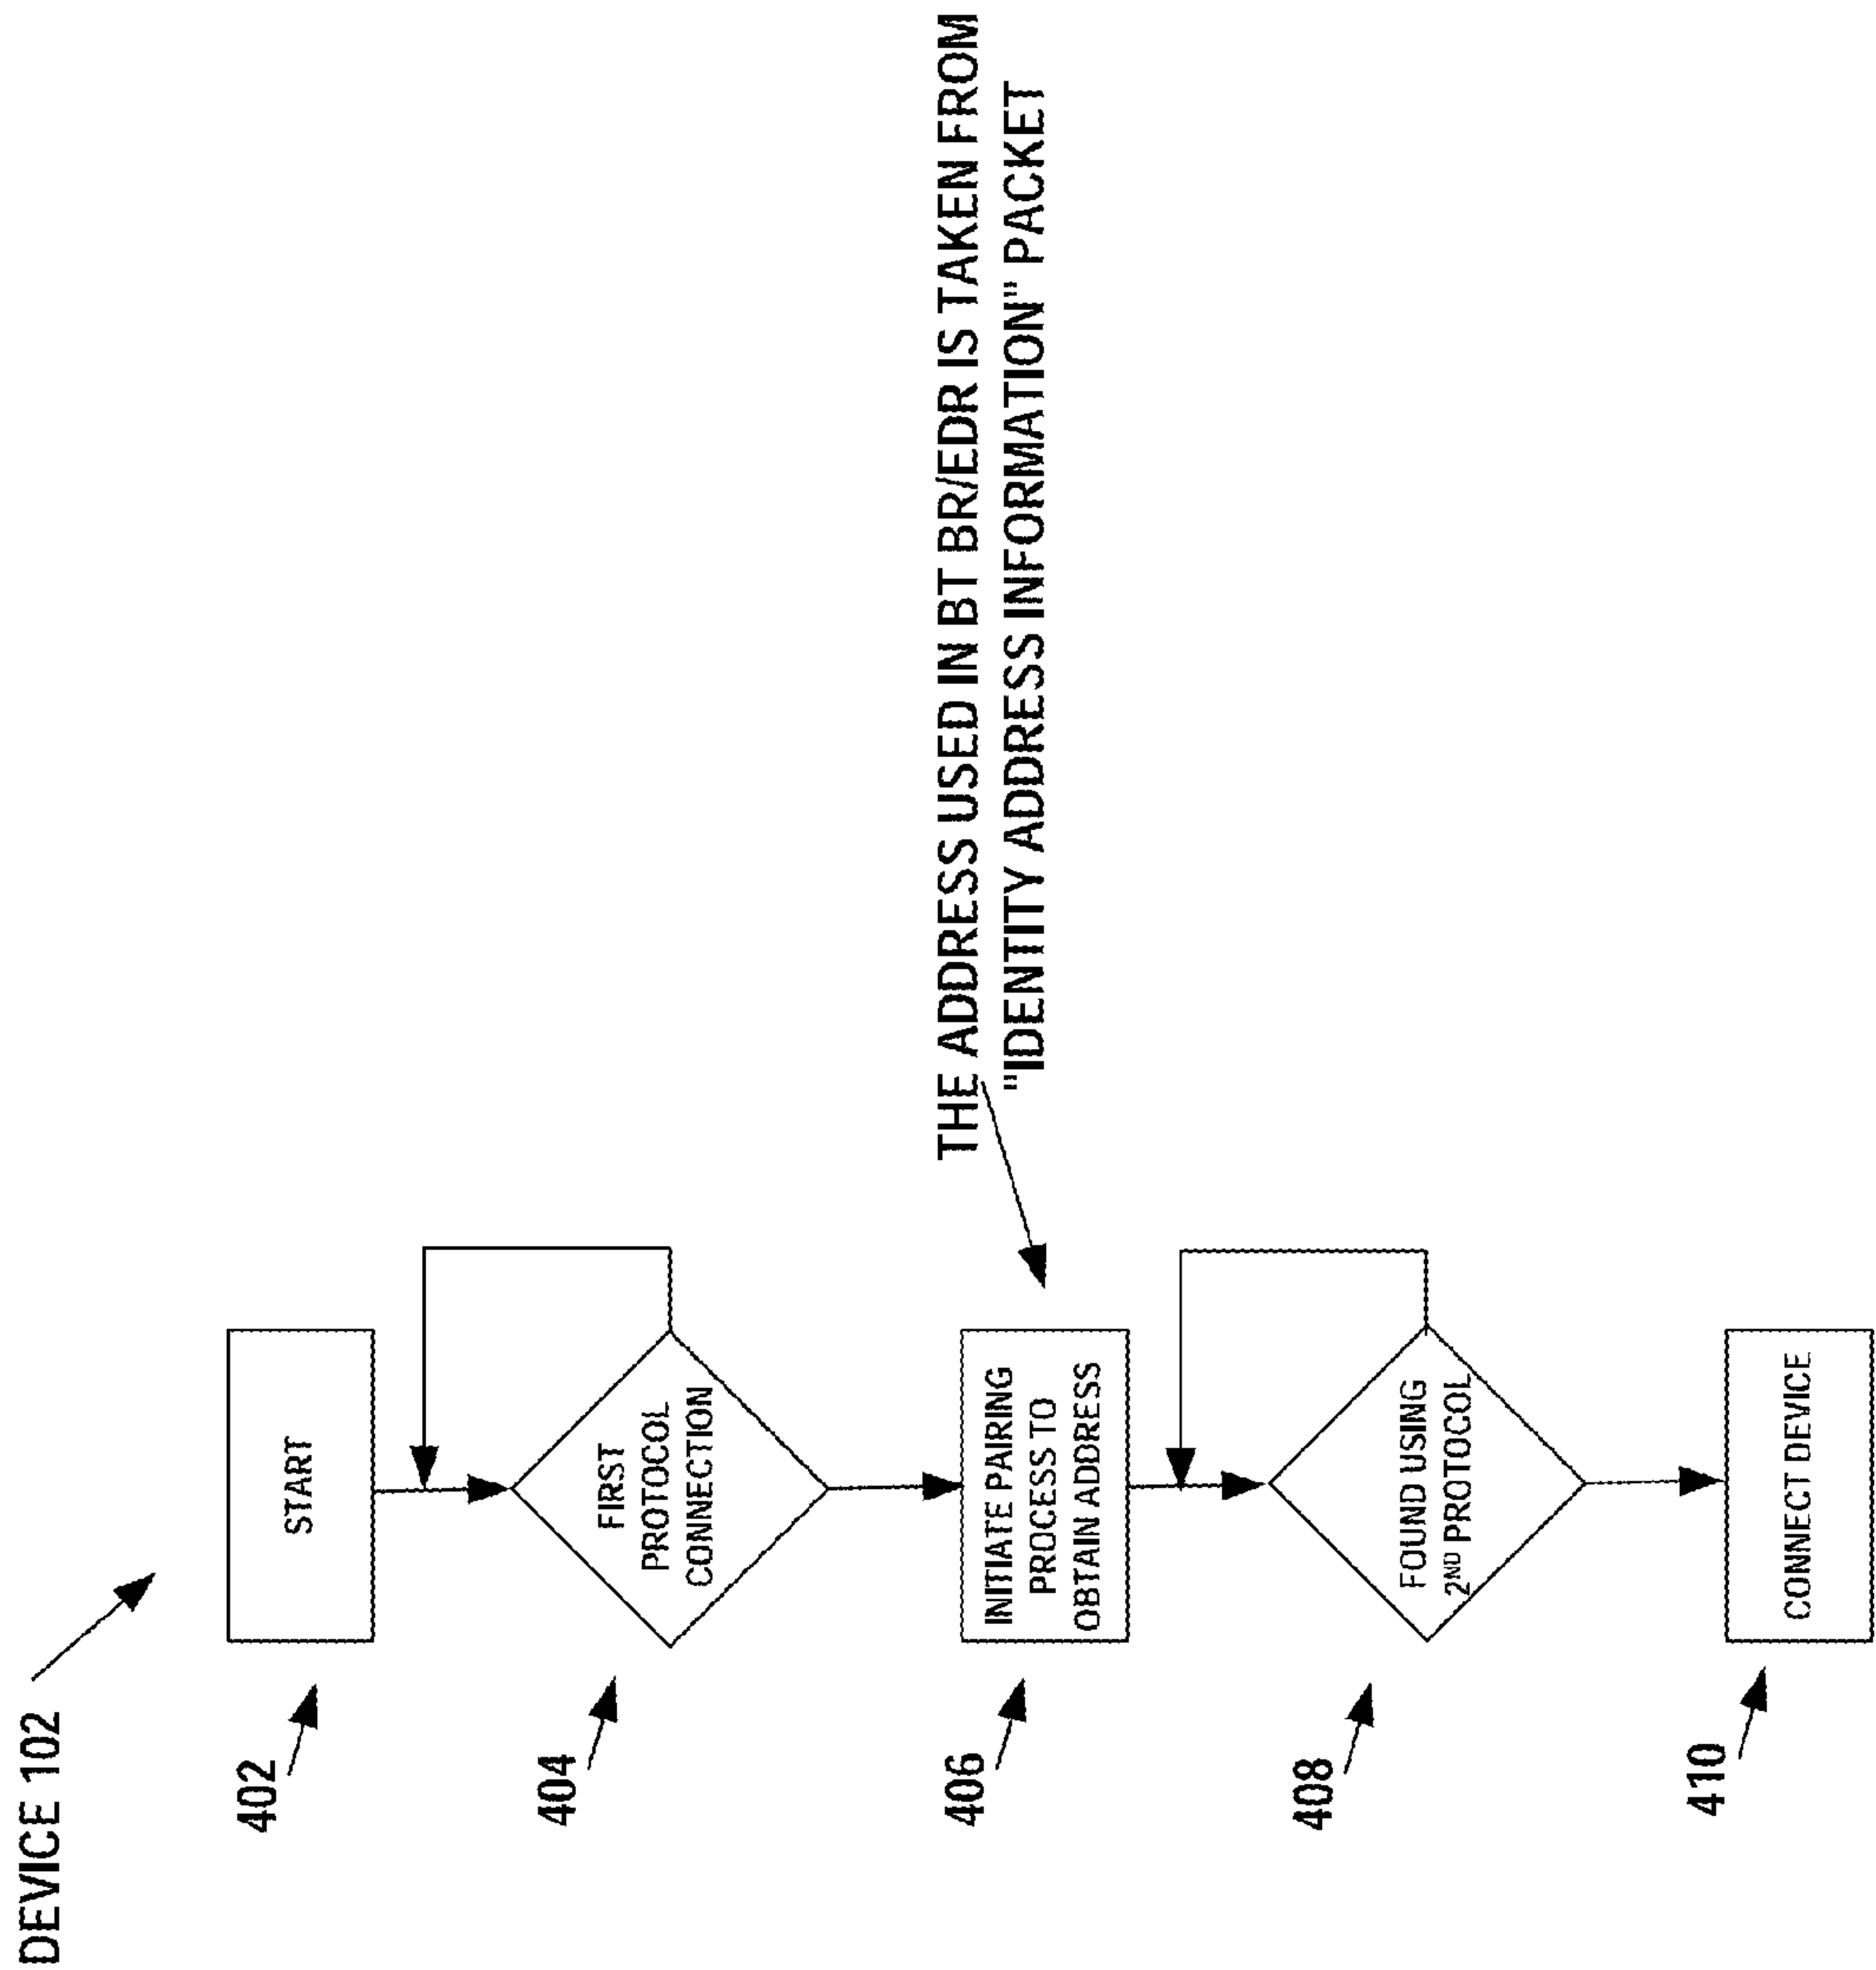 DEVICE 102
402
START
404
FIRST
PROTOCOL
CONNECTION
THE ADDRESS USED IN BT BR/EDR IS TAKEN FROM
"IDENTITY ADDRESS INFORMATION" PACKET
406
INITIATE PAIRING
PROCESS TO
OBTAIN ADDRESS
408
FOUND USING
2ND PROTOCOL
410
CONNECT DEVICE